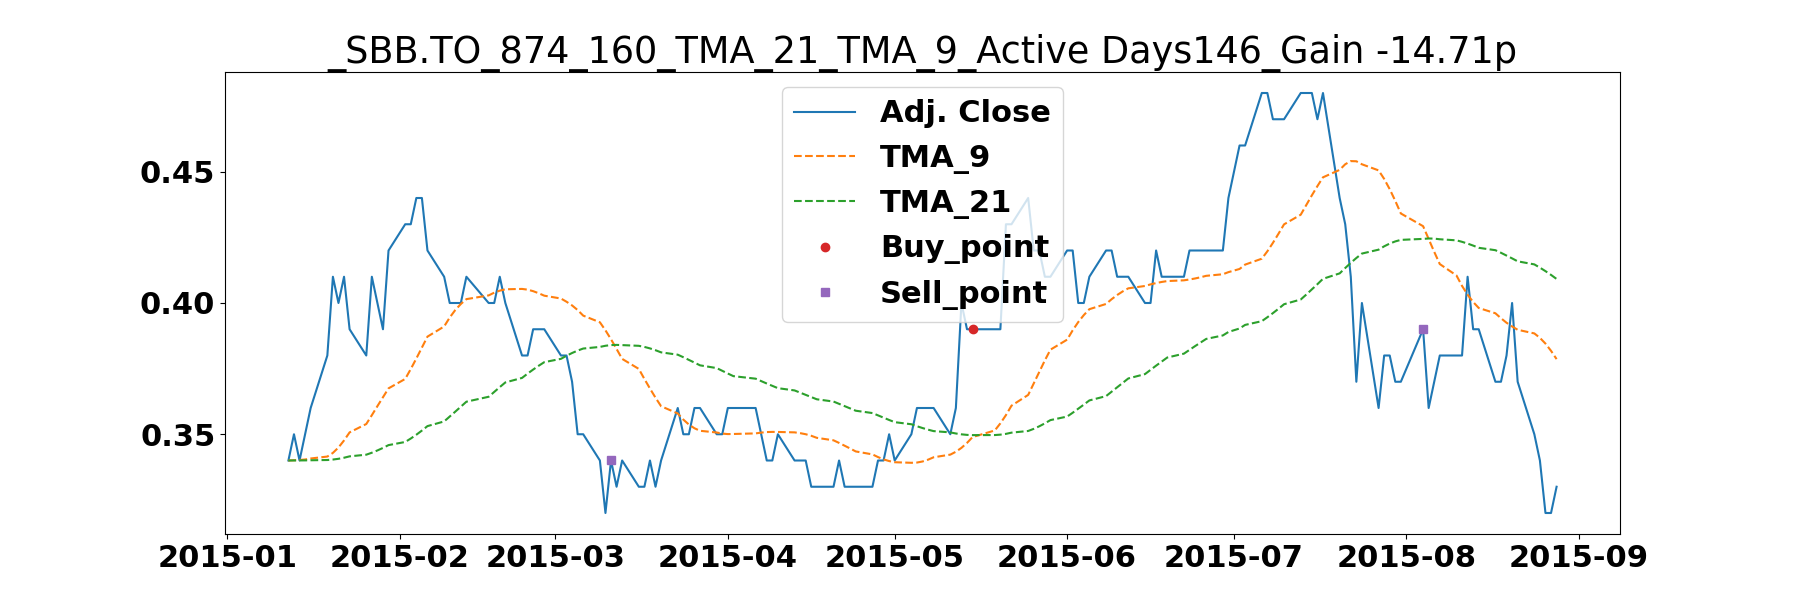 _SBB.TO_874_160_TMA_21_TMA_9_Active Days146_Gain -14.71p
Adj. Close
TMA_9
TMA_21
Buy_point
Sell_point
0.45
0.40
0.35
2015-01 2015-02 2015-03 2015-04 2015-05 2015-06 2015-07 2015-08 2015-09